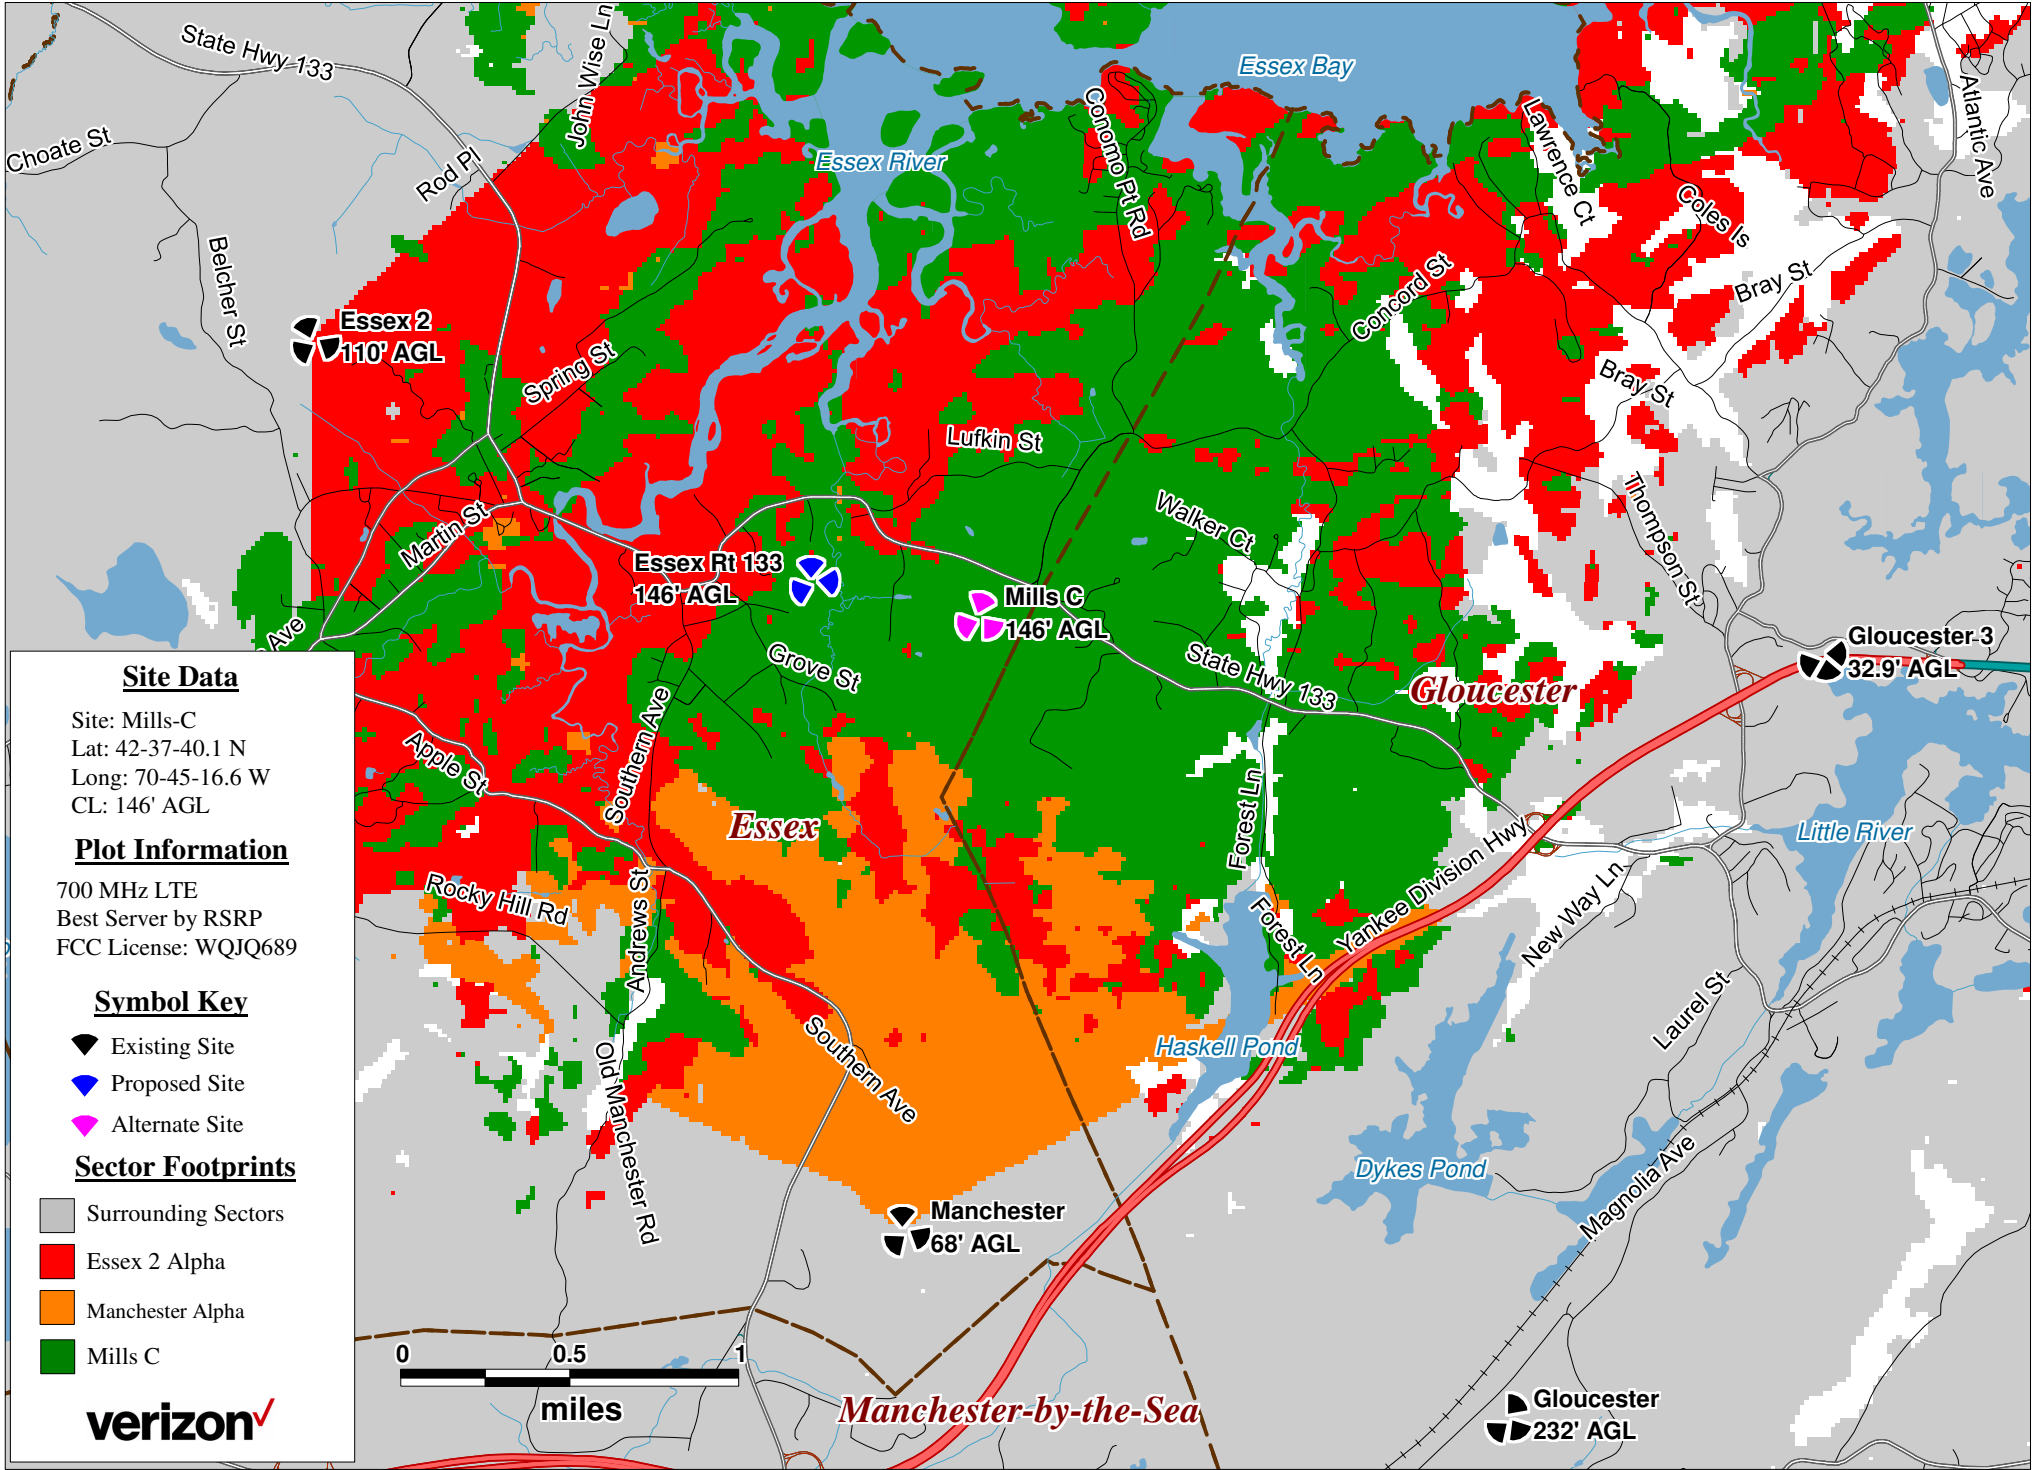 State Hwy 133
John Wise Ln
Choate St
Rod Pl
Belcher St
Essex River
Essex Bay
Conomo Pt Rd
Lawrence Ct
Atlantic Ave
Coles Is
Bray St
Concord St
Bray St
Essex 2
110' AGL
Spring St
Lufkin St
Martin St
Walker Ct
Thompson St
Essex Rt 133
146' AGL
Mills C
146' AGL
Grove St
State Hwy 133
Gloucester
Gloucester 3
32.9' AGL
Ave
Apple St
Southern Ave
Essex
Forest Ln
Little River
Yankee Division Hwy
New Way Ln
Rocky Hill Rd
Andrews St
Forest Ln
Laurel St
Haskell Pond
Old Manchester Rd
Southern Ave
Dykes Pond
Magnolia Ave
Manchester
68' AGL
Manchester-by-the-Sea
Gloucester
232' AGL
0 0.5 1
miles
Site Data
Site: Mills-C
Lat: 42-37-40.1 N
Long: 70-45-16.6 W
CL: 146' AGL
Plot Information
700 MHz LTE
Best Server by RSRP
FCC License: WQJQ689
Symbol Key
Existing Site
Proposed Site
Alternate Site
Sector Footprints
Surrounding Sectors
Essex 2 Alpha
Manchester Alpha
Mills C
verizon